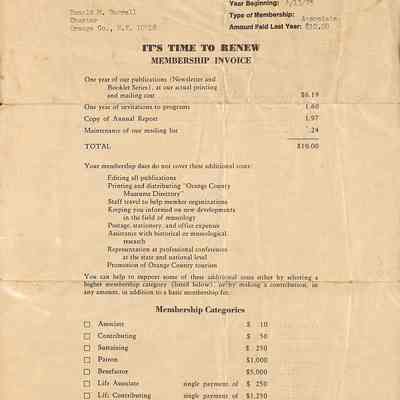 Year Beginning:
Type of Membership:
Associate
Amount Paid Last Year: $10.00
Chester
Orange Co., N.Y. 10918
IT'S TIME TO RENEW
MEMBERSHIP INVOICE
One year of our publications (Newsletter and
Booklet Series), at our actual printing
and mailing cost $6.19
One year of invitations to programs 1.60
Copy of Annual Report 1.97
Maintenance of our mailing list .24
TOTAL $10.00
Your membership dues do not cover these additional costs:
Editing all publications
Printing and distributing "Orange County
Museums Directory"
Staff travel to help member organizations
Keeping you informed on new developments
in the field of museology
Postage, stationery, and office expense
Assistance with historical or museological
research
Representation at professional conferences
at the state and national level
Promotion of Orange County tourism
You can help to support some of these additional costs either by selecting a
higher membership category (listed below), or by making a contribution, in
any amount, in addition to a basic membership fee.
Membership Categories
Associate $ 10
Contributing $ 50
Sustaining $ 250
Patron $1,000
Benefactor $5,000
Life Associate single payment of $ 250
Life Contributing single payment of $1,250